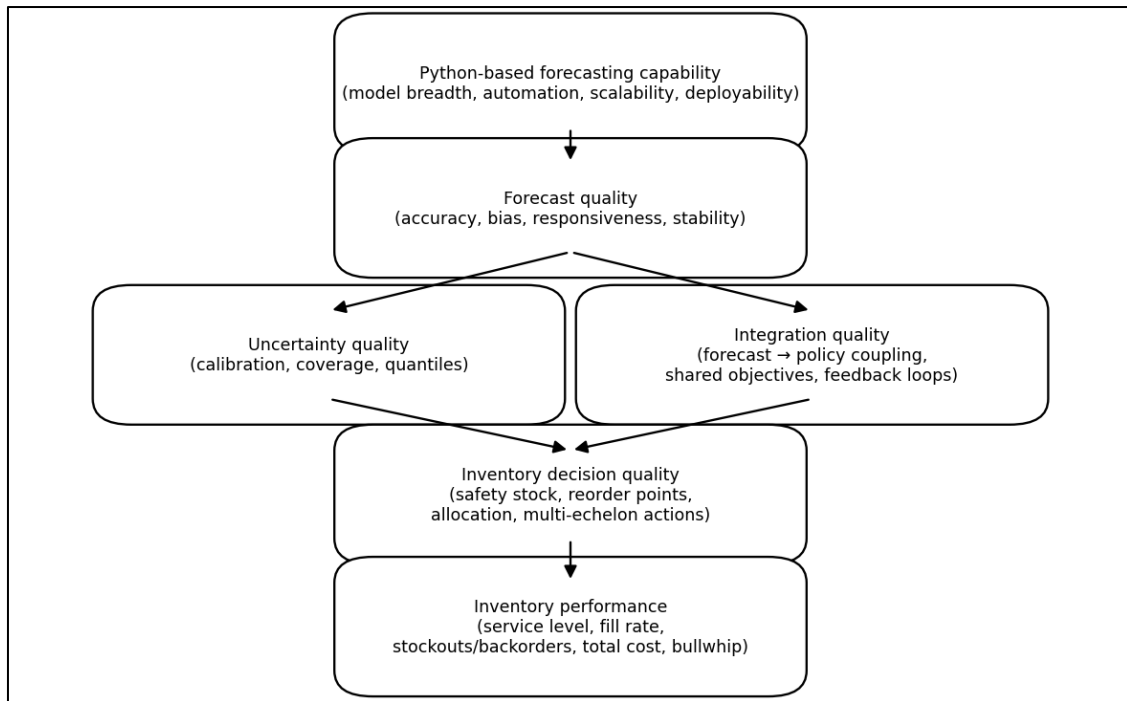 Python-based forecasting capability
(model breadth, automation, scalability, deployability)
Forecast quality
(accuracy, bias, responsiveness, stability)
Uncertainty quality
(calibration, coverage, quantiles)
Integration quality
(forecast → policy coupling,
shared objectives, feedback loops)
Inventory decision quality
(safety stock, reorder points,
allocation, multi-echelon actions)
Inventory performance
(service level, fill rate,
stockouts/backorders, total cost, bullwhip)